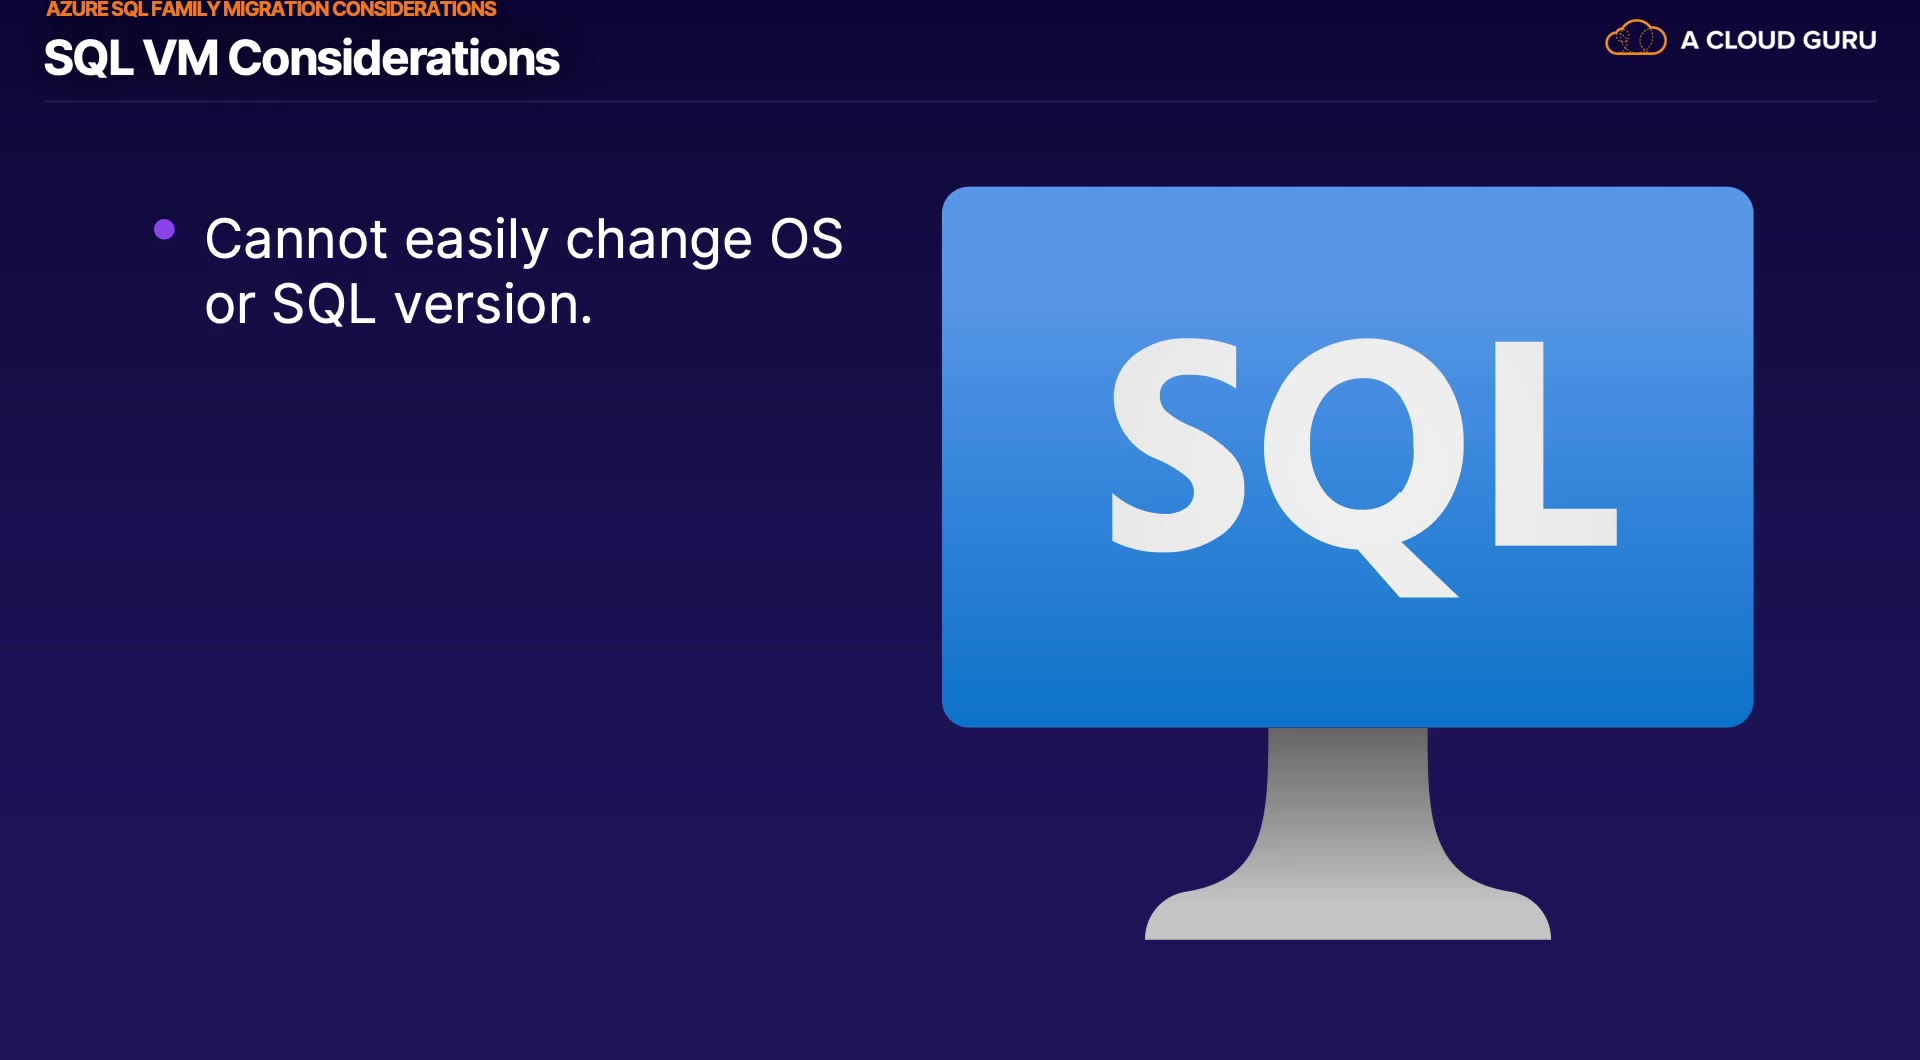 AZURE SQL FAMILY MIGRATION CONSIDERATIONS
SQL VM Considerations
A CLOUD GURU
Cannot easily change OS
or SQL version.
SQL